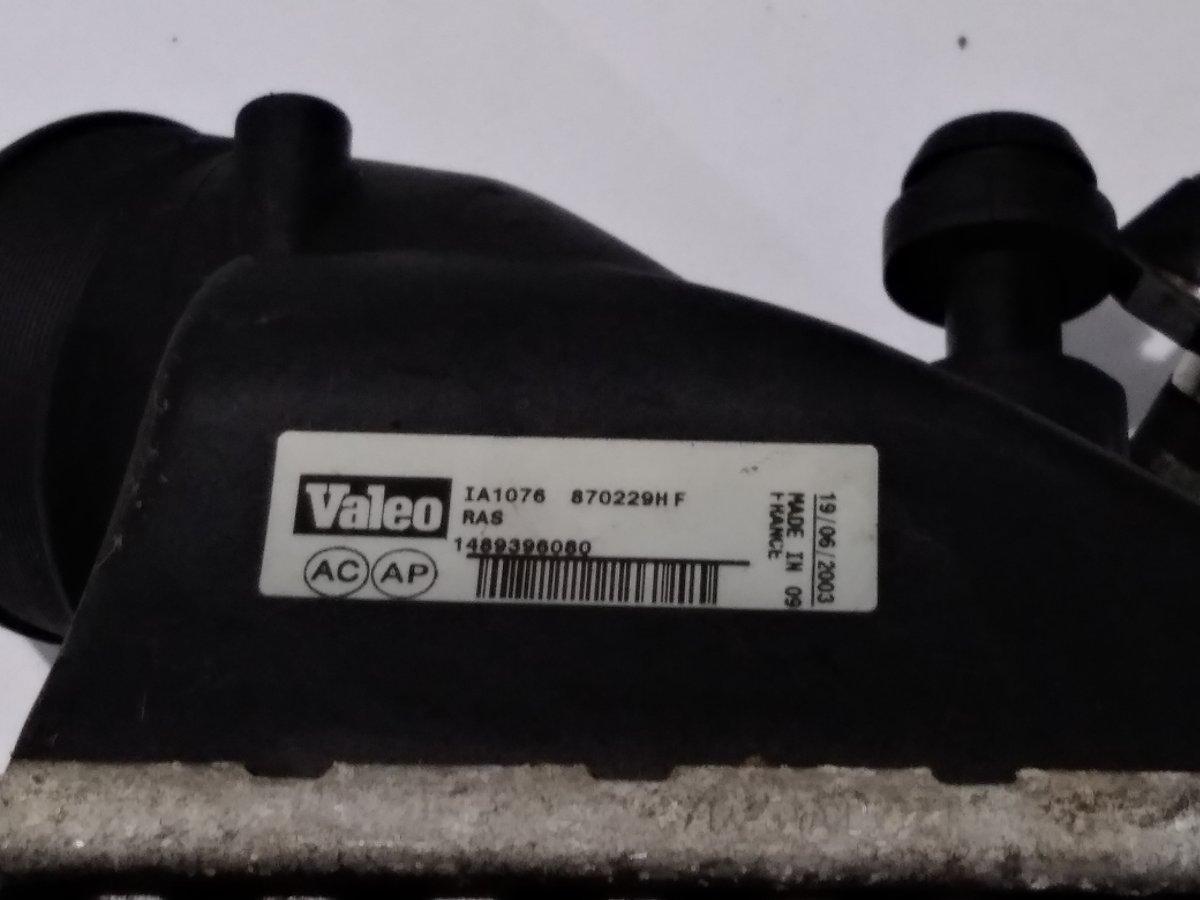 Valeo
IA1076 870229HF
RAS
1489396080
AC AP
19/06/2003
MADE IN 09
FRANCE